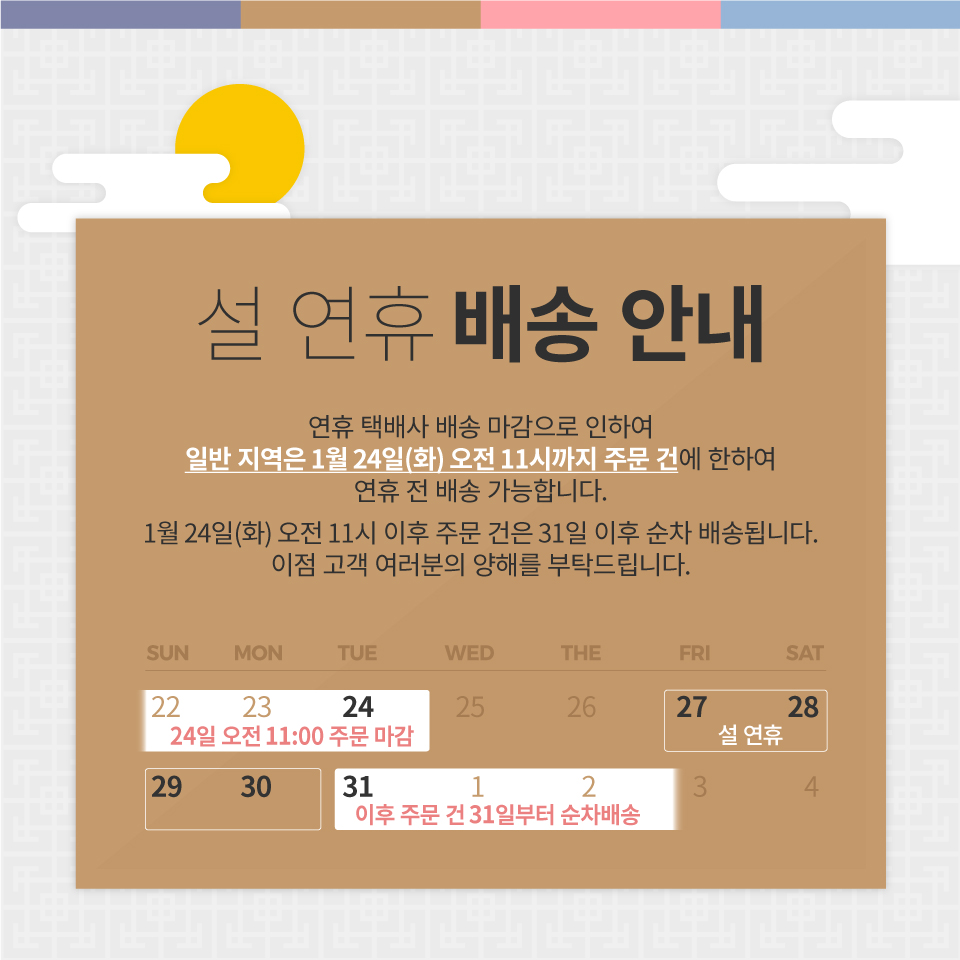 설 연휴 배송 안내
연휴 택배사 배송 마감으로 인하여
일반 지역은 1월 24일(화) 오전 11시까지 주문 건에 한하여
연휴 전 배송 가능합니다.
1월 24일(화) 오전 11시 이후 주문 건은 31일 이후 순차 배송됩니다.
이점 고객 여러분의 양해를 부탁드립니다.
SUN MON TUE WED THE FRI SAT
22 23 24 25 26 27 28
24일 오전 11:00 주문 마감 설 연휴
29 30 31 1 2 3 4
이후 주문 건 31일부터 순차배송